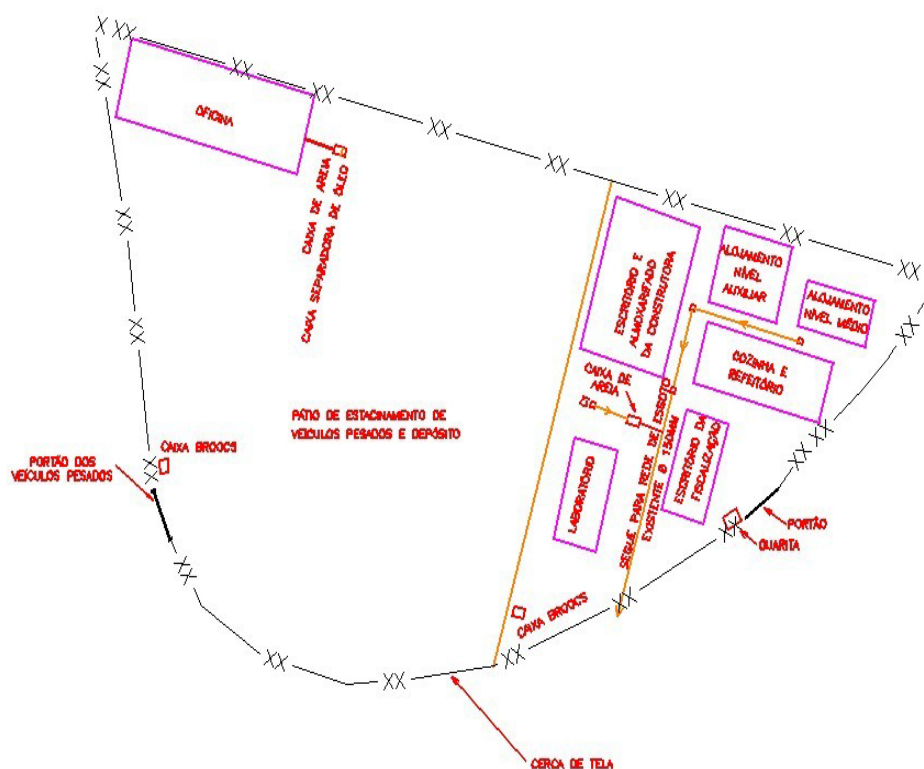 OFICINA
CAIXA DE AREIA
CAIXA SEPARADORA DE ÓLEO
ESCRITÓRIO E
ALMOXARIFADO
DA CONSTRUTORA
ALOJAMENTO
NÍVEL
AUXILIAR
ALOJAMENTO
NÍVEL MÉDIO
COZINHA E
REFEITÓRIO
CAIXA DE
AREIA
PÁTIO DE ESTACINAMENTO DE
VEICULOS PESADOS E DEPÓSITO
CAIXA BROOCS
PORTÃO DOS
VEÍCULOS PESADOS
LABORATÓRIO
SEGUE PARA REDE DE ESGOTO
EXISTENTE Ø 150MM
ESCRITÓRIO DA
FISCALIZAÇÃO
PORTÃO
GUARITA
CAIXA BROOCS
CERCA DE TELA